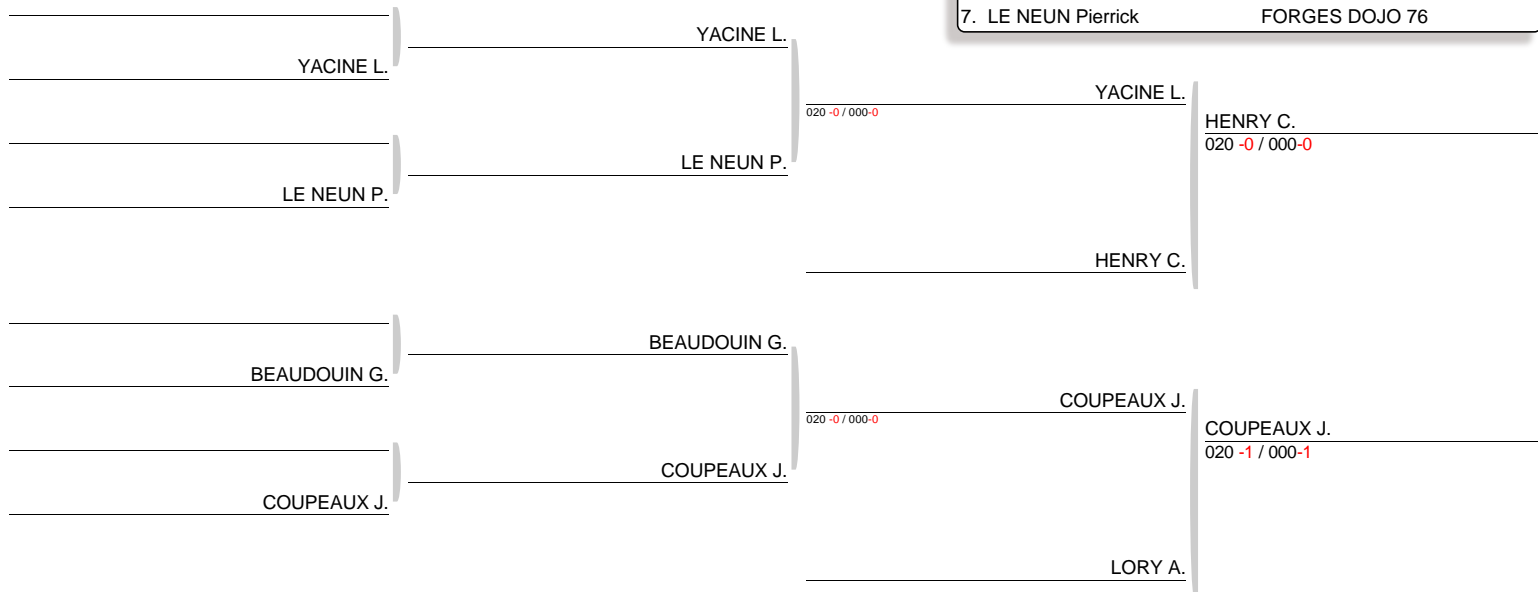 7. LE NEUN Pierrick FORGES DOJO 76
YACINE L.
YACINE L.
YACINE L.
020 -0 / 000-0
HENRY C.
020 -0 / 000-0
LE NEUN P.
LE NEUN P.
HENRY C.
BEAUDOUIN G.
BEAUDOUIN G.
COUPEAUX J.
020 -0 / 000-0
COUPEAUX J.
020 -1 / 000-1
COUPEAUX J.
COUPEAUX J.
LORY A.